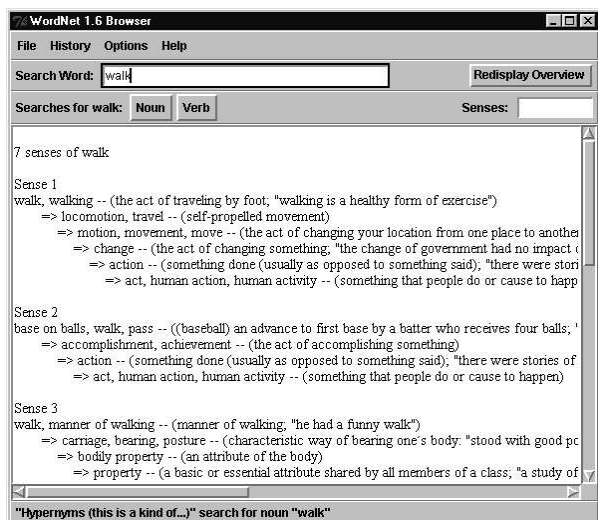 WordNet 1.6 Browser
File History Options Help
Search Word: walk Redisplay Overview
Searches for walk: Noun Verb Senses:
7 senses of walk
Sense 1
walk, walking -- (the act of traveling by foot; "walking is a healthy form of exercise")
=> locomotion, travel -- (self-propelled movement)
=> motion, movement, move -- (the act of changing your location from one place to another
=> change -- (the act of changing something; "the change of government had no impact
=> action -- (something done (usually as opposed to something said); "there were stori
=> act, human action, human activity -- (something that people do or cause to happ
Sense 2
base on balls, walk, pass -- ((baseball) an advance to first base by a batter who receives four balls; "
=> accomplishment, achievement -- (the act of accomplishing something)
=> action -- (something done (usually as opposed to something said); "there were stories of
=> act, human action, human activity -- (something that people do or cause to happen)
Sense 3
walk, manner of walking -- (manner of walking; "he had a funny walk")
=> carriage, bearing, posture -- (characteristic way of bearing one's body: "stood with good po
=> bodily property -- (an attribute of the body)
=> property -- (a basic or essential attribute shared by all members of a class; "a study of
"Hypernyms (this is a kind of...)" search for noun "walk"